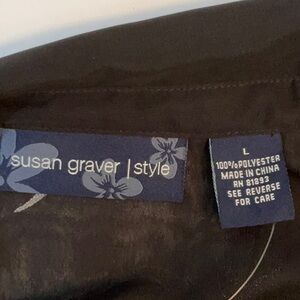 susan graver | style
L
100% POLYESTER
MADE IN CHINA
RN 81893
SEE REVERSE
FOR CARE